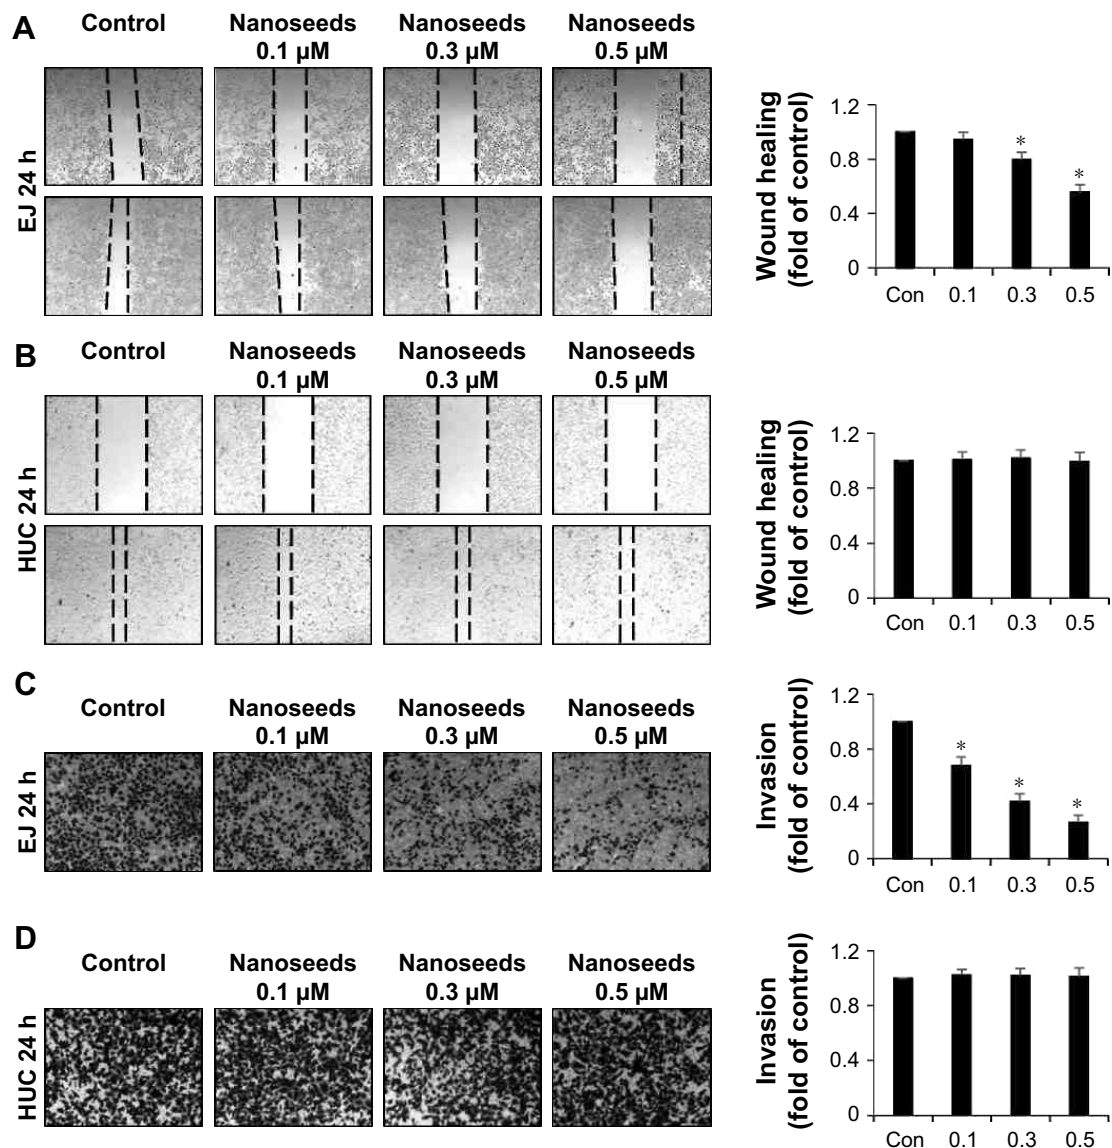 A
Control
Nanoseeds
0.1 µM
Nanoseeds
0.3 µM
Nanoseeds
0.5 µM
EJ 24 h
Wound healing
(fold of control)
1.2
0.8
0.4
0
*
*
Con 0.1 0.3 0.5
B
Control
Nanoseeds
0.1 µM
Nanoseeds
0.3 µM
Nanoseeds
0.5 µM
HUC 24 h
Wound healing
(fold of control)
1.2
0.8
0.4
0
Con 0.1 0.3 0.5
C
Control
Nanoseeds
0.1 µM
Nanoseeds
0.3 µM
Nanoseeds
0.5 µM
EJ 24 h
Invasion
(fold of control)
1.2
0.8
0.4
0
*
*
*
Con 0.1 0.3 0.5
D
Control
Nanoseeds
0.1 µM
Nanoseeds
0.3 µM
Nanoseeds
0.5 µM
HUC 24 h
Invasion
(fold of control)
1.2
0.8
0.4
0
Con 0.1 0.3 0.5